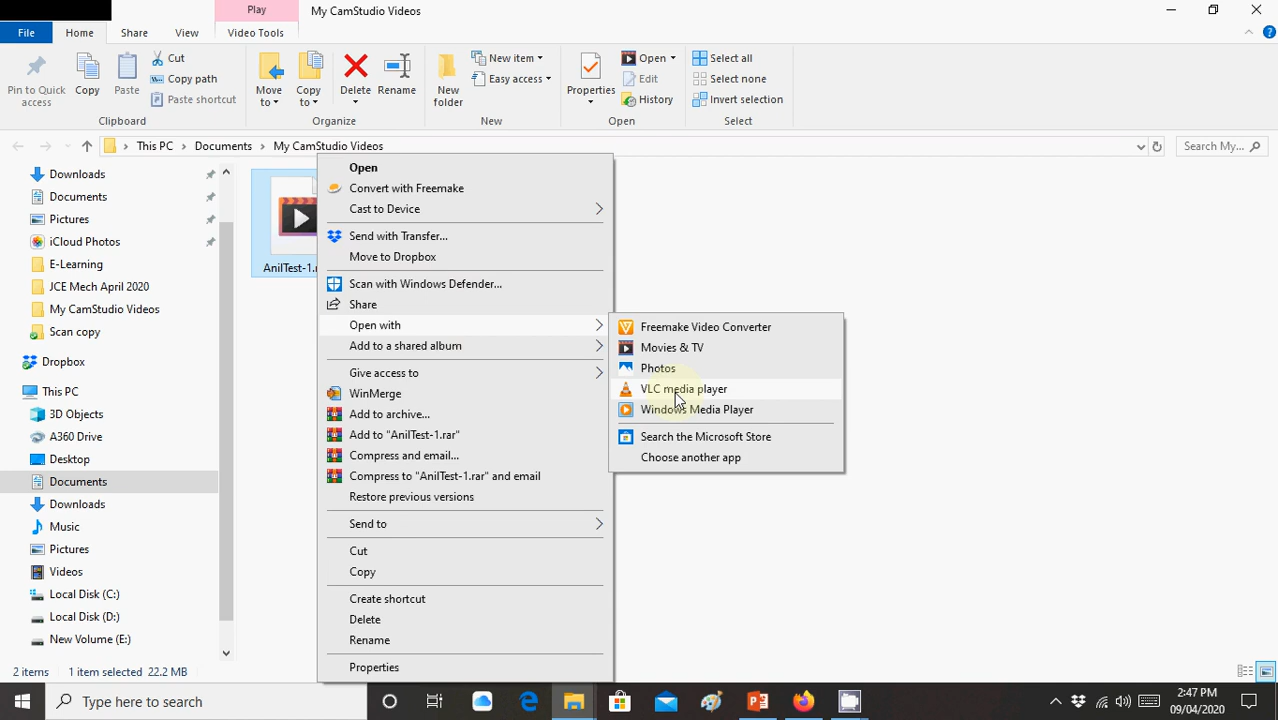 Play
My CamStudio Videos
File
Home
Share
View
Video Tools
Pin to Quick access
Copy
Paste
Cut
Copy path
Paste shortcut
Clipboard
Move to
Copy to
Delete
Rename
Organize
New folder
New item
Easy access
New
Properties
Open
Edit
History
Open
Select all
Select none
Invert selection
Select
This PC > Documents > My CamStudio Videos
Search My...
Downloads
Documents
Pictures
iCloud Photos
E-Learning
JCE Mech April 2020
My CamStudio Videos
Scan copy
Dropbox
This PC
3D Objects
A360 Drive
Desktop
Documents
Downloads
Music
Pictures
Videos
Local Disk (C:)
Local Disk (D:)
New Volume (E:)
Open
Convert with Freemake
Cast to Device
Send with Transfer...
Move to Dropbox
Scan with Windows Defender...
Share
Open with
Add to a shared album
Give access to
WinMerge
Add to archive...
Add to "AnilTest-1.rar"
Compress and email...
Compress to "AnilTest-1.rar" and email
Restore previous versions
Send to
Cut
Copy
Create shortcut
Delete
Rename
Properties
Freemake Video Converter
Movies & TV
Photos
VLC media player
Windows Media Player
Search the Microsoft Store
Choose another app
2 items
1 item selected 22.2 MB
Type here to search
2:47 PM
09/04/2020